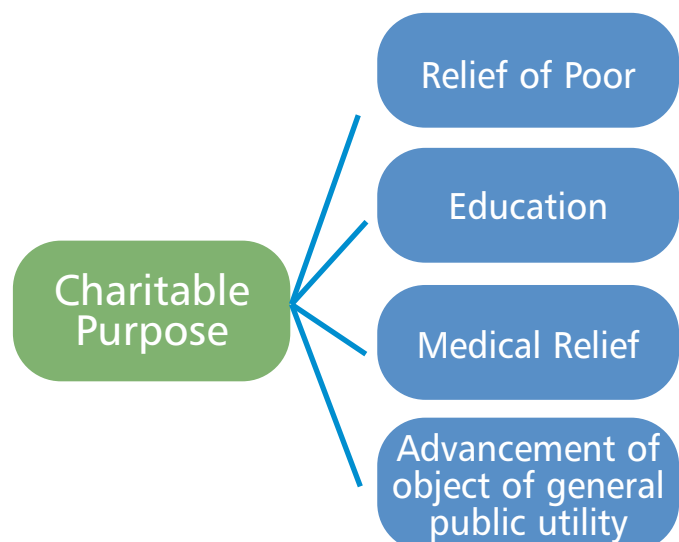 Charitable
Purpose
Relief of Poor
Education
Medical Relief
Advancement of
object of general
public utility